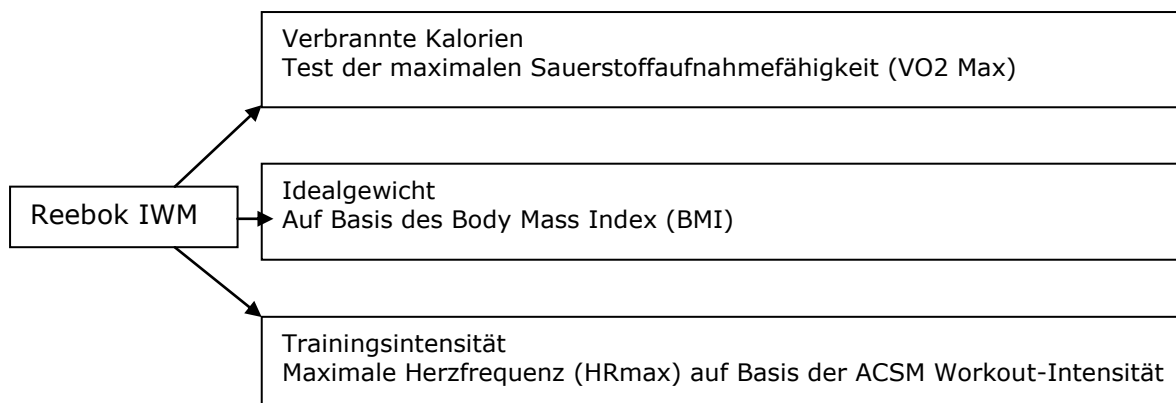 Verbrannte Kalorien
Test der maximalen Sauerstoffaufnahmefähigkeit (VO2 Max)
Reebok IWM
Idealgewicht
Auf Basis des Body Mass Index (BMI)
Trainingsintensität
Maximale Herzfrequenz (HRmax) auf Basis der ACSM Workout-Intensität